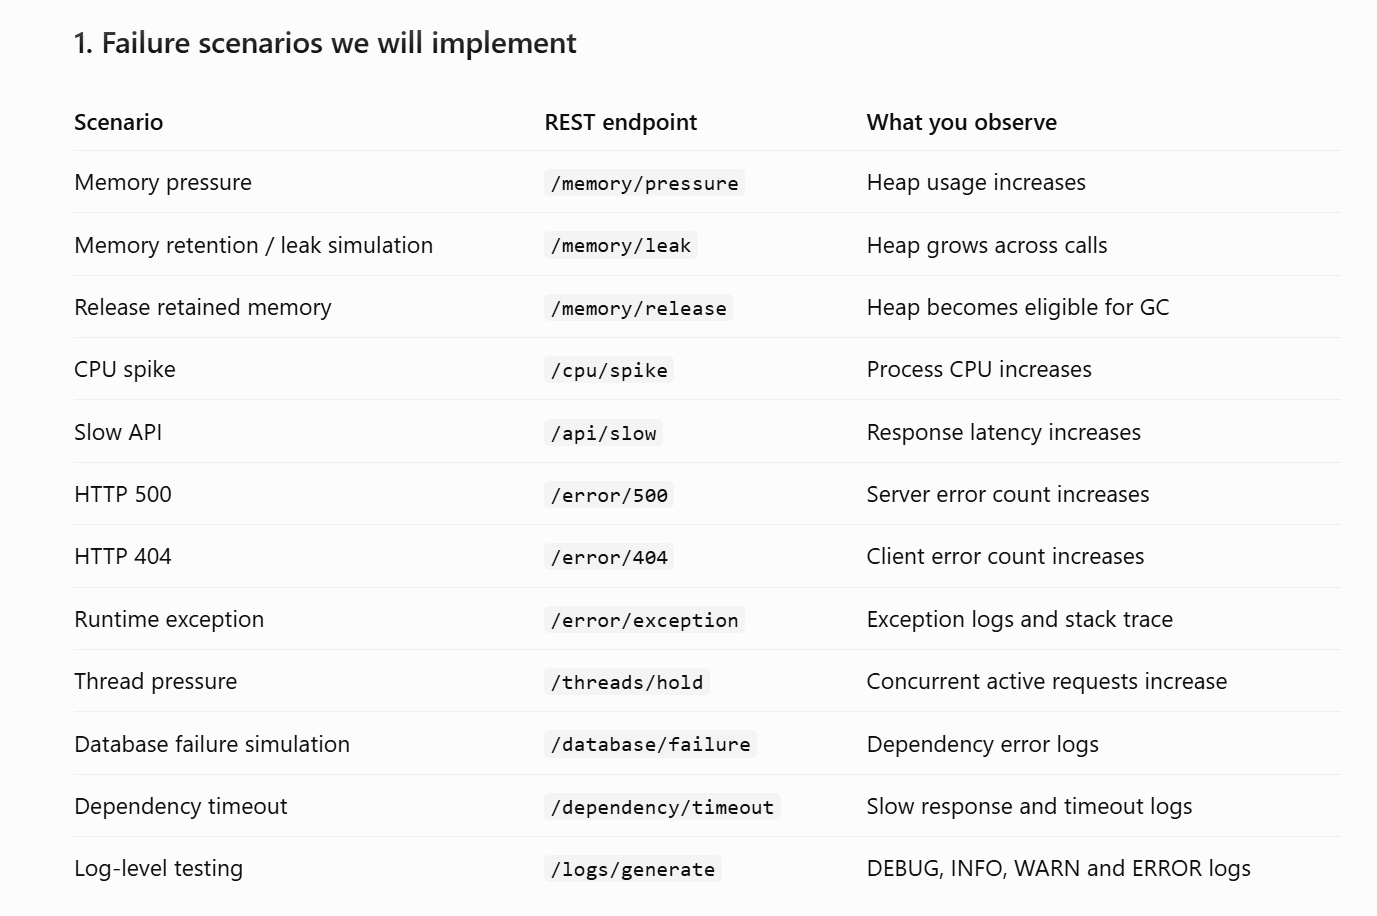 1. Failure scenarios we will implement
Scenario REST endpoint What you observe
Memory pressure /memory/pressure Heap usage increases
Memory retention / leak simulation /memory/leak Heap grows across calls
Release retained memory /memory/release Heap becomes eligible for GC
CPU spike /cpu/spike Process CPU increases
Slow API /api/slow Response latency increases
HTTP 500 /error/500 Server error count increases
HTTP 404 /error/404 Client error count increases
Runtime exception /error/exception Exception logs and stack trace
Thread pressure /threads/hold Concurrent active requests increase
Database failure simulation /database/failure Dependency error logs
Dependency timeout /dependency/timeout Slow response and timeout logs
Log-level testing /logs/generate DEBUG, INFO, WARN and ERROR logs